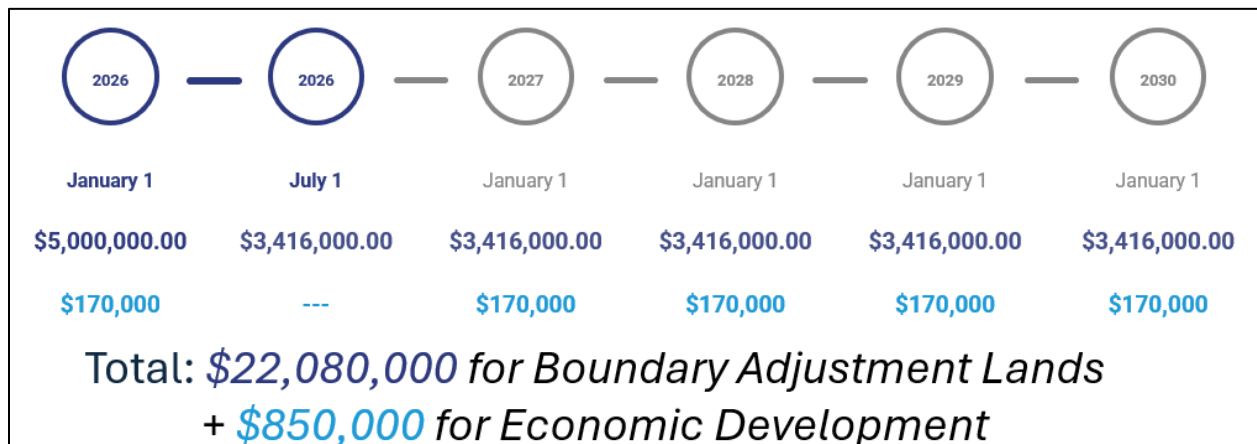 2026 2026 2027 2028 2029 2030
January 1 July 1 January 1 January 1 January 1 January 1
$5,000,000.00 $3,416,000.00 $3,416,000.00 $3,416,000.00 $3,416,000.00 $3,416,000.00
$170,000 --- $170,000 $170,000 $170,000 $170,000
Total: $22,080,000 for Boundary Adjustment Lands
+ $850,000 for Economic Development